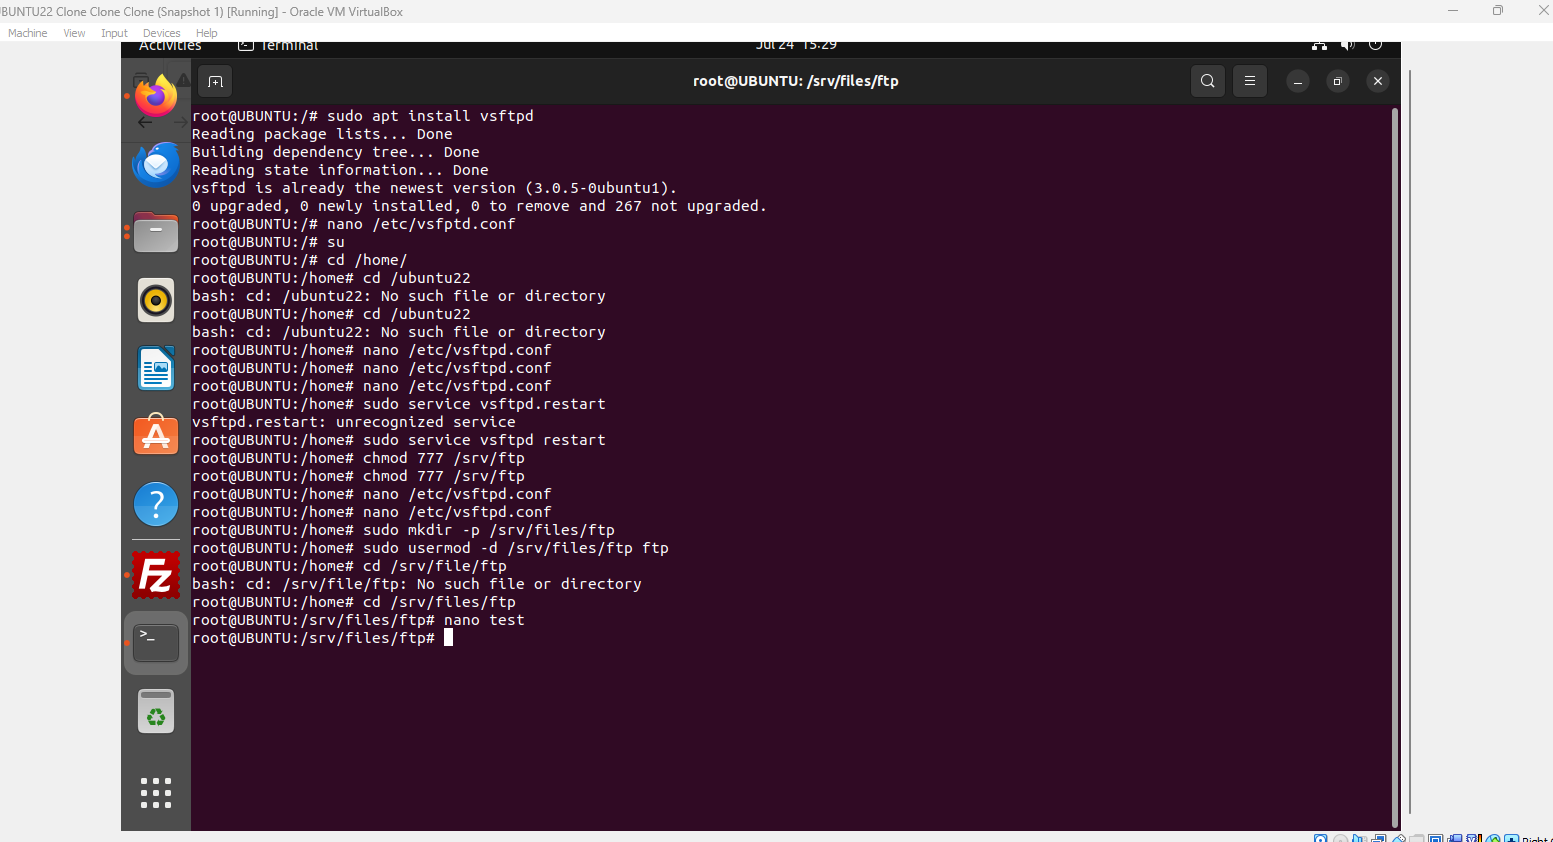 BUNTU22 Clone Clone Clone (Snapshot 1) [Running] - Oracle VM VirtualBox
Machine View Input Devices Help
Activities Terminal Jul 24 15:29
root@UBUNTU: /srv/files/ftp
root@UBUNTU:/# sudo apt install vsftpd
Reading package lists... Done
Building dependency tree... Done
Reading state information... Done
vsftpd is already the newest version (3.0.5-0ubuntu1).
0 upgraded, 0 newly installed, 0 to remove and 267 not upgraded.
root@UBUNTU:/# nano /etc/vsfptd.conf
root@UBUNTU:/# su
root@UBUNTU:/# cd /home/
root@UBUNTU:/home# cd /ubuntu22
bash: cd: /ubuntu22: No such file or directory
root@UBUNTU:/home# cd /ubuntu22
bash: cd: /ubuntu22: No such file or directory
root@UBUNTU:/home# nano /etc/vsftpd.conf
root@UBUNTU:/home# nano /etc/vsftpd.conf
root@UBUNTU:/home# nano /etc/vsftpd.conf
root@UBUNTU:/home# sudo service vsftpd.restart
vsftpd.restart: unrecognized service
root@UBUNTU:/home# sudo service vsftpd restart
root@UBUNTU:/home# chmod 777 /srv/ftp
root@UBUNTU:/home# chmod 777 /srv/ftp
root@UBUNTU:/home# nano /etc/vsftpd.conf
root@UBUNTU:/home# nano /etc/vsftpd.conf
root@UBUNTU:/home# sudo mkdir -p /srv/files/ftp
root@UBUNTU:/home# sudo usermod -d /srv/files/ftp ftp
root@UBUNTU:/home# cd /srv/file/ftp
bash: cd: /srv/file/ftp: No such file or directory
root@UBUNTU:/home# cd /srv/files/ftp
root@UBUNTU:/srv/files/ftp# nano test
root@UBUNTU:/srv/files/ftp#
Fz
Right